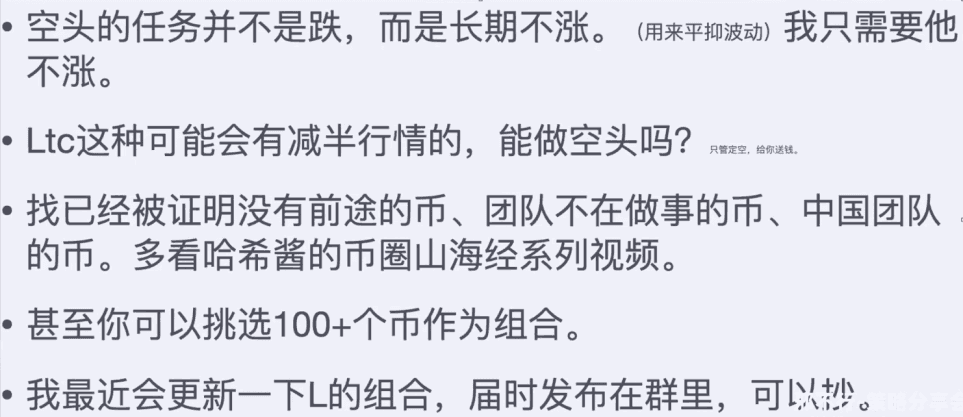 • 空头的任务并不是跌，而是长期不涨。（用来平抑波动）我只需要他
不涨。
• Ltc这种可能会有减半行情的，能做空头吗？只管定空，给你送钱。
• 找已经被证明没有前途的币、团队不在做事的币、中国团队
的币。多看哈希酱的币圈山海经系列视频。
• 甚至你可以挑选100+个币作为组合。
• 我最近会更新一下L的组合，届时发布在群里，可以抄。